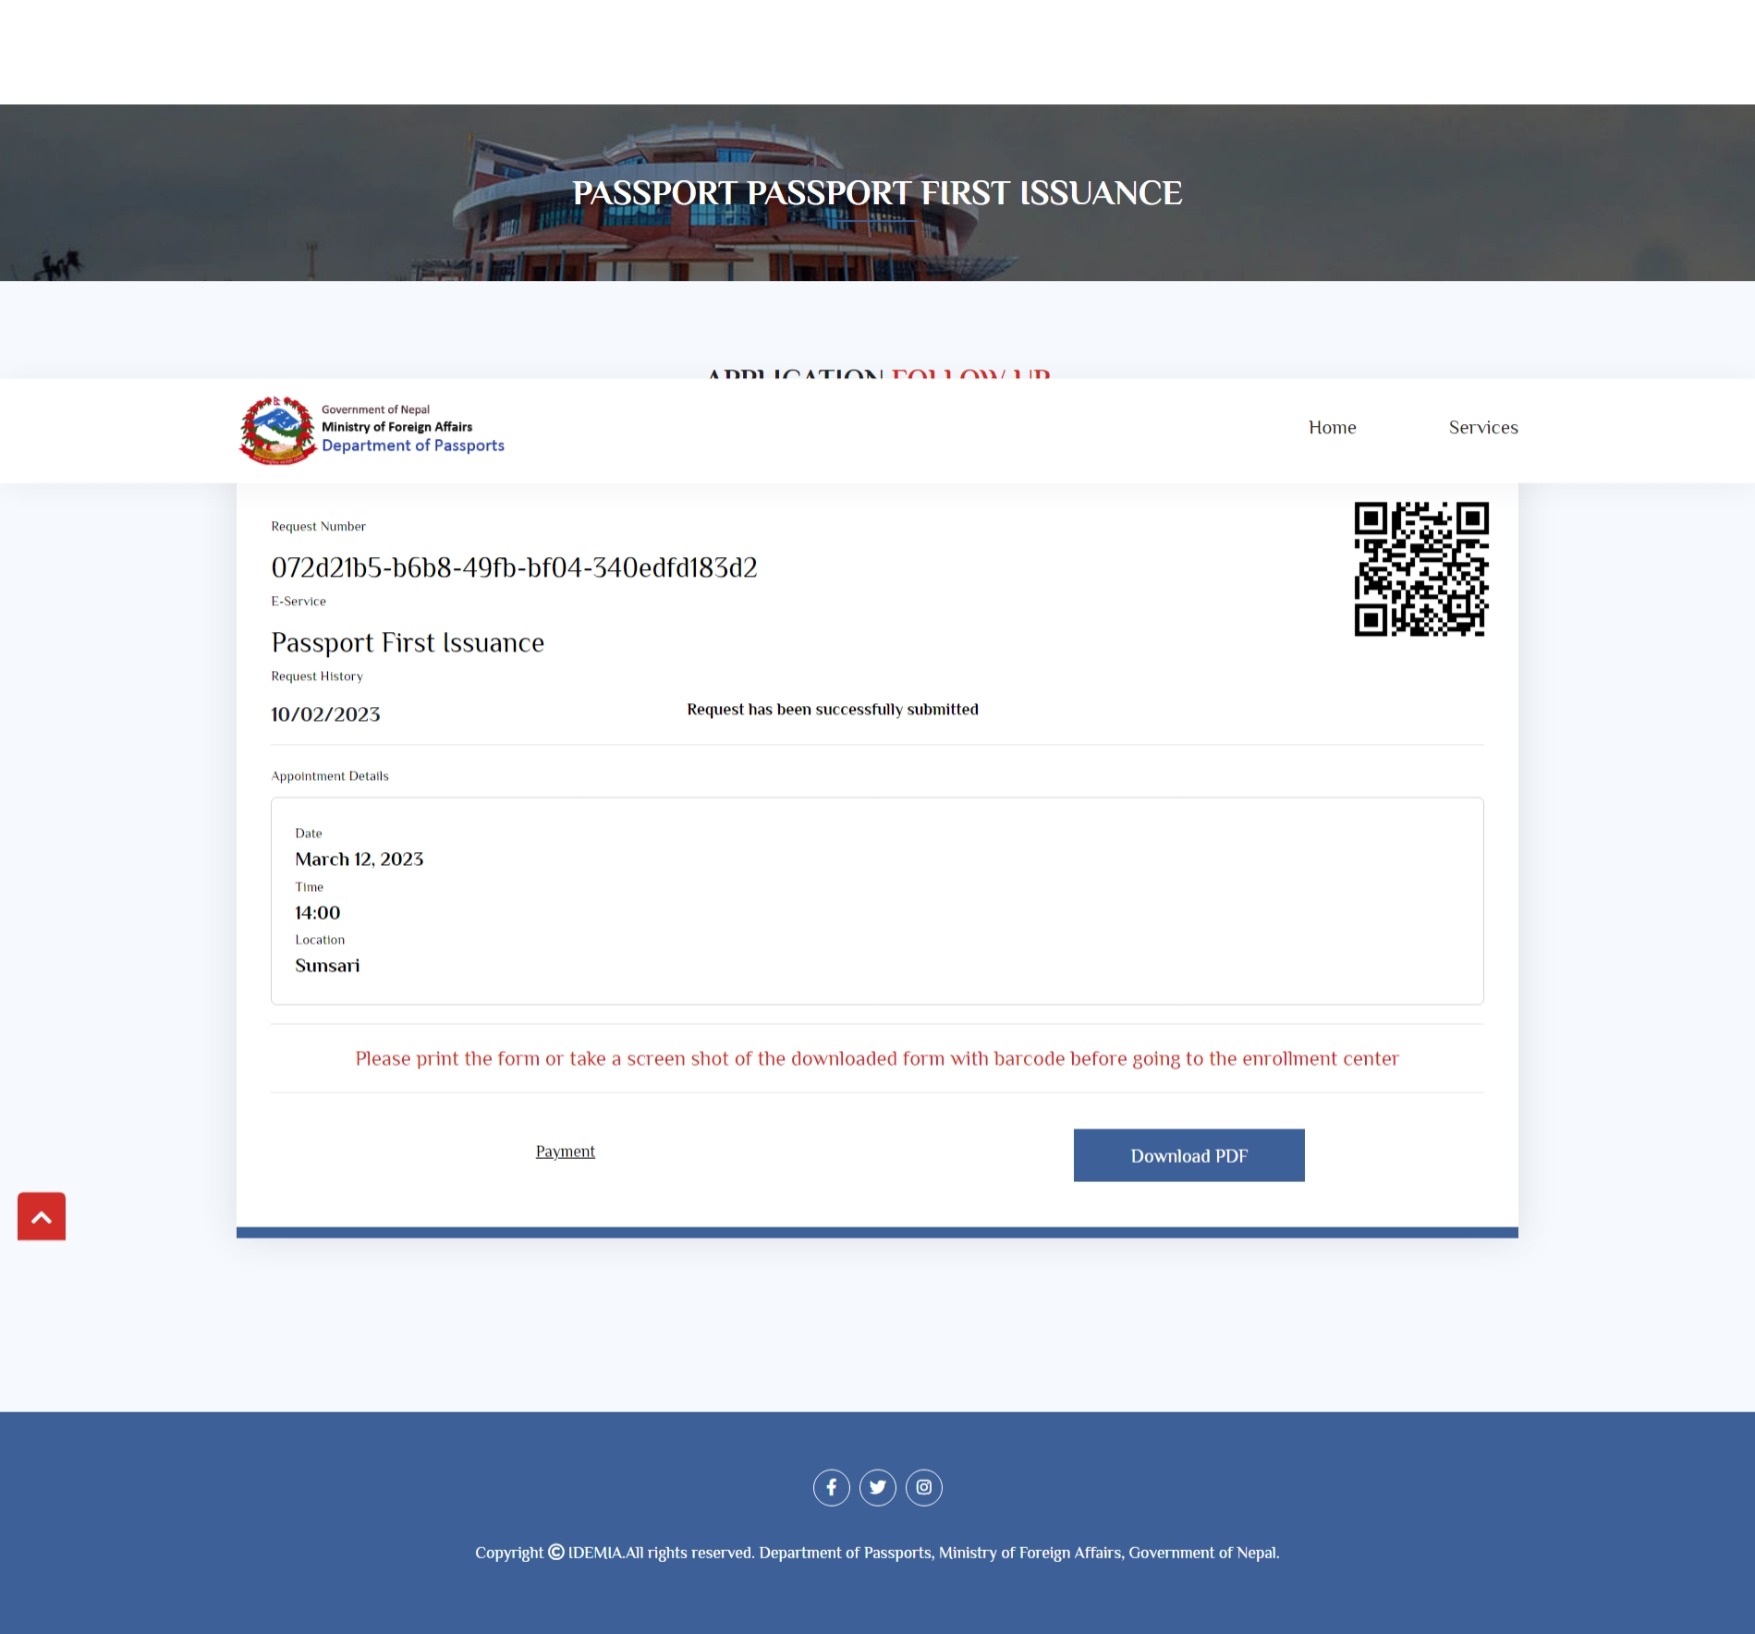 PASSPORT PASSPORT FIRST ISSUANCE
APPLICATION FOLLOW UP
Government of Nepal
Ministry of Foreign Affairs
Department of Passports
Home
Services
Request Number
072d21b5-b6b8-49fb-bf04-340edfd183d2
E-Service
Passport First Issuance
Request History
10/02/2023
Request has been successfully submitted
Appointment Details
Date
March 12, 2023
Time
14:00
Location
Sunsari
Please print the form or take a screen shot of the downloaded form with barcode before going to the enrollment center
Payment
Download PDF
Copyright © IDEMIA.All rights reserved. Department of Passports, Ministry of Foreign Affairs, Government of Nepal.